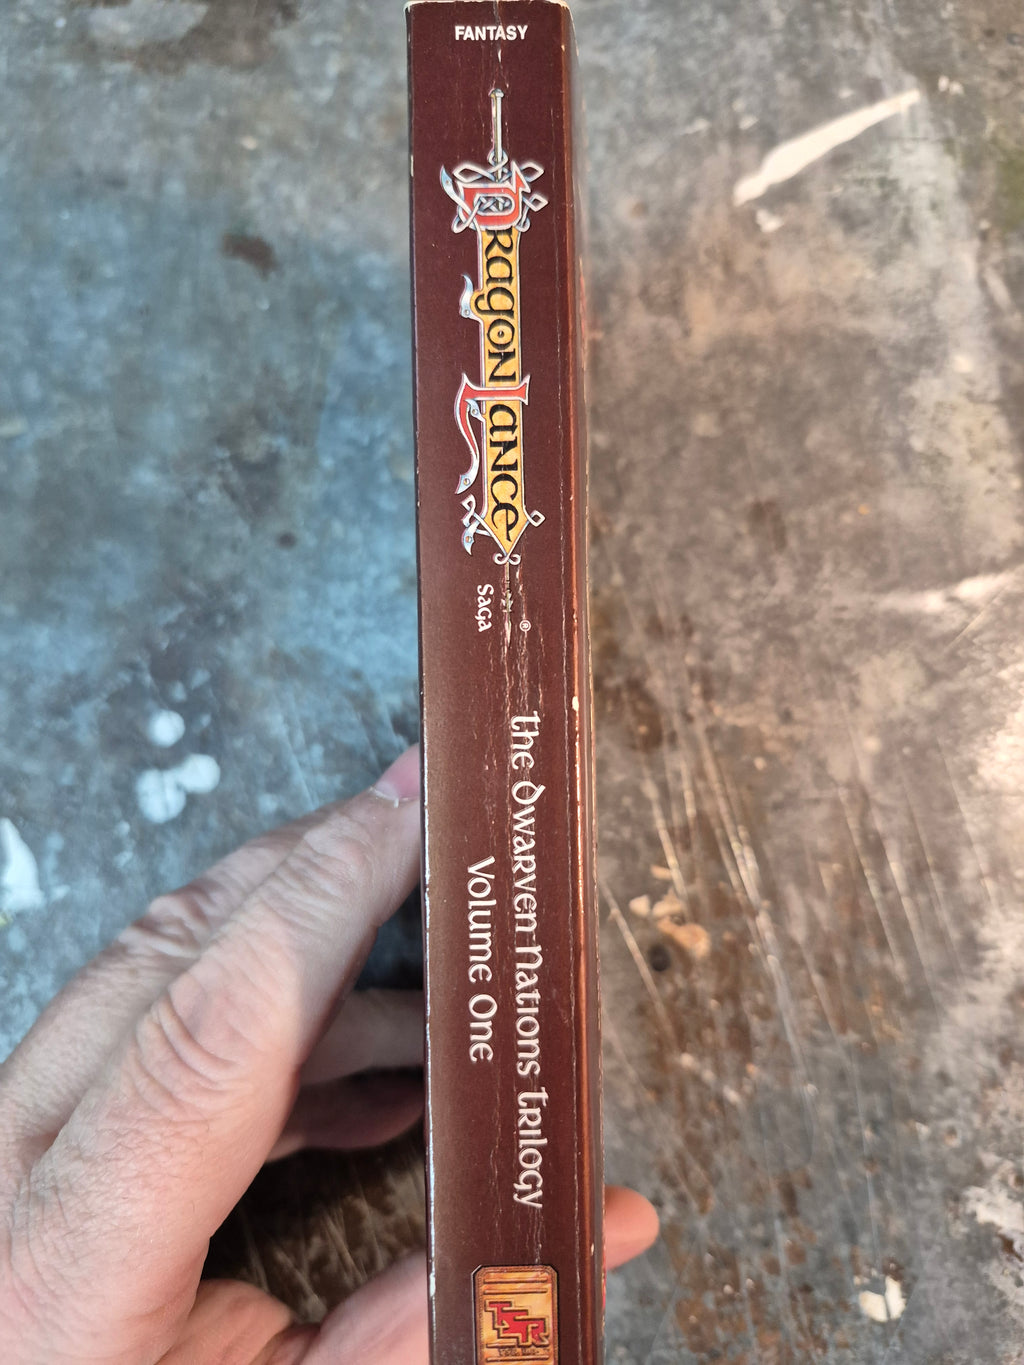 FANTASY
DragonLance
Saga
®
The Dwarven Nations Trilogy
Volume One
TSR